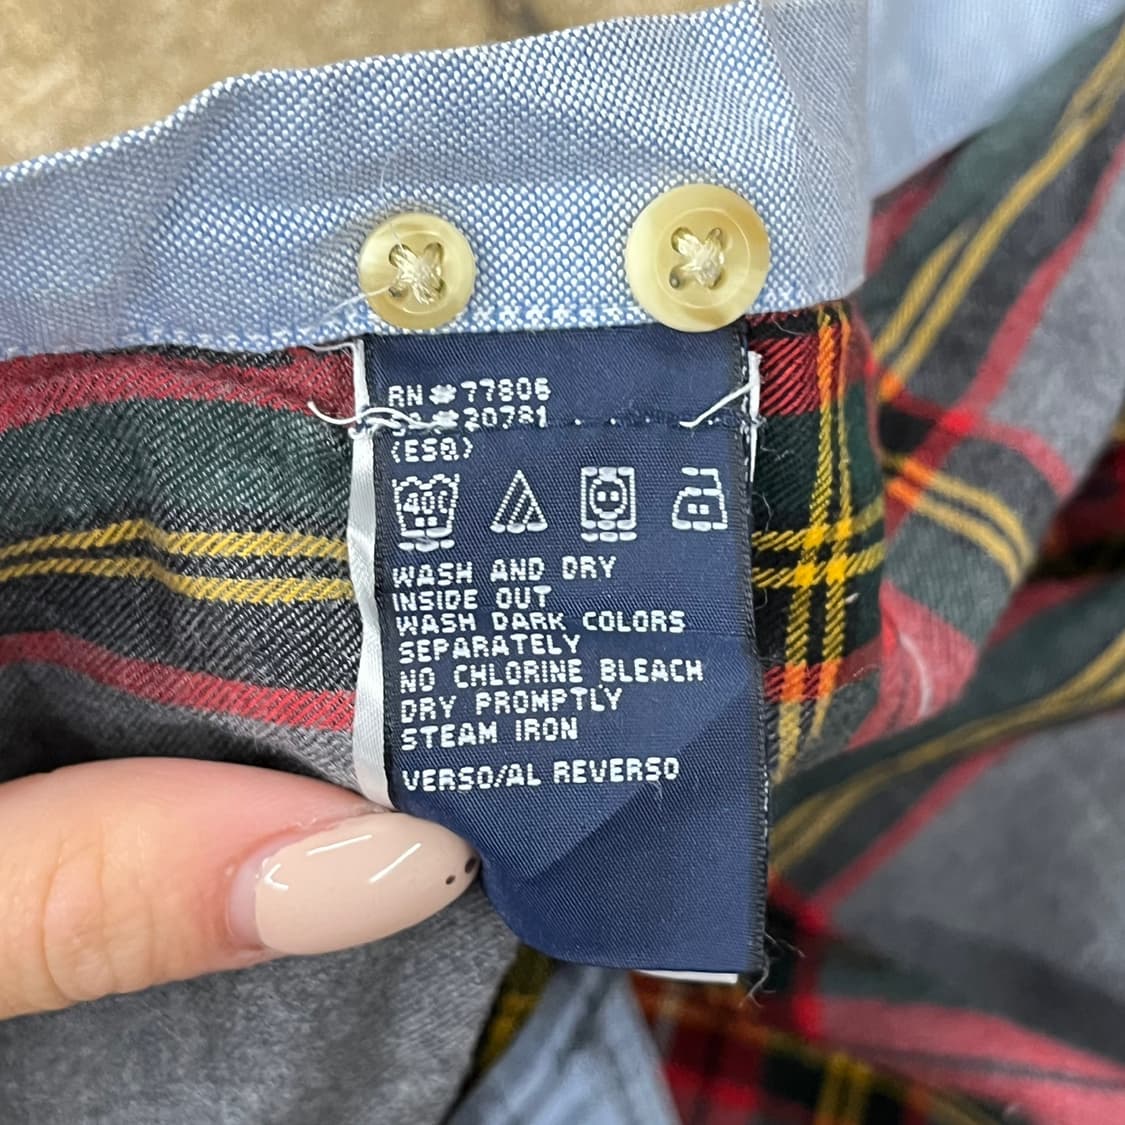 RN#77806
#20781
(ESQ)
40
WASH AND DRY
INSIDE OUT
WASH DARK COLORS
SEPARATELY
NO CHLORINE BLEACH
DRY PROMPTLY
STEAM IRON
VERSO/AL REVERSO